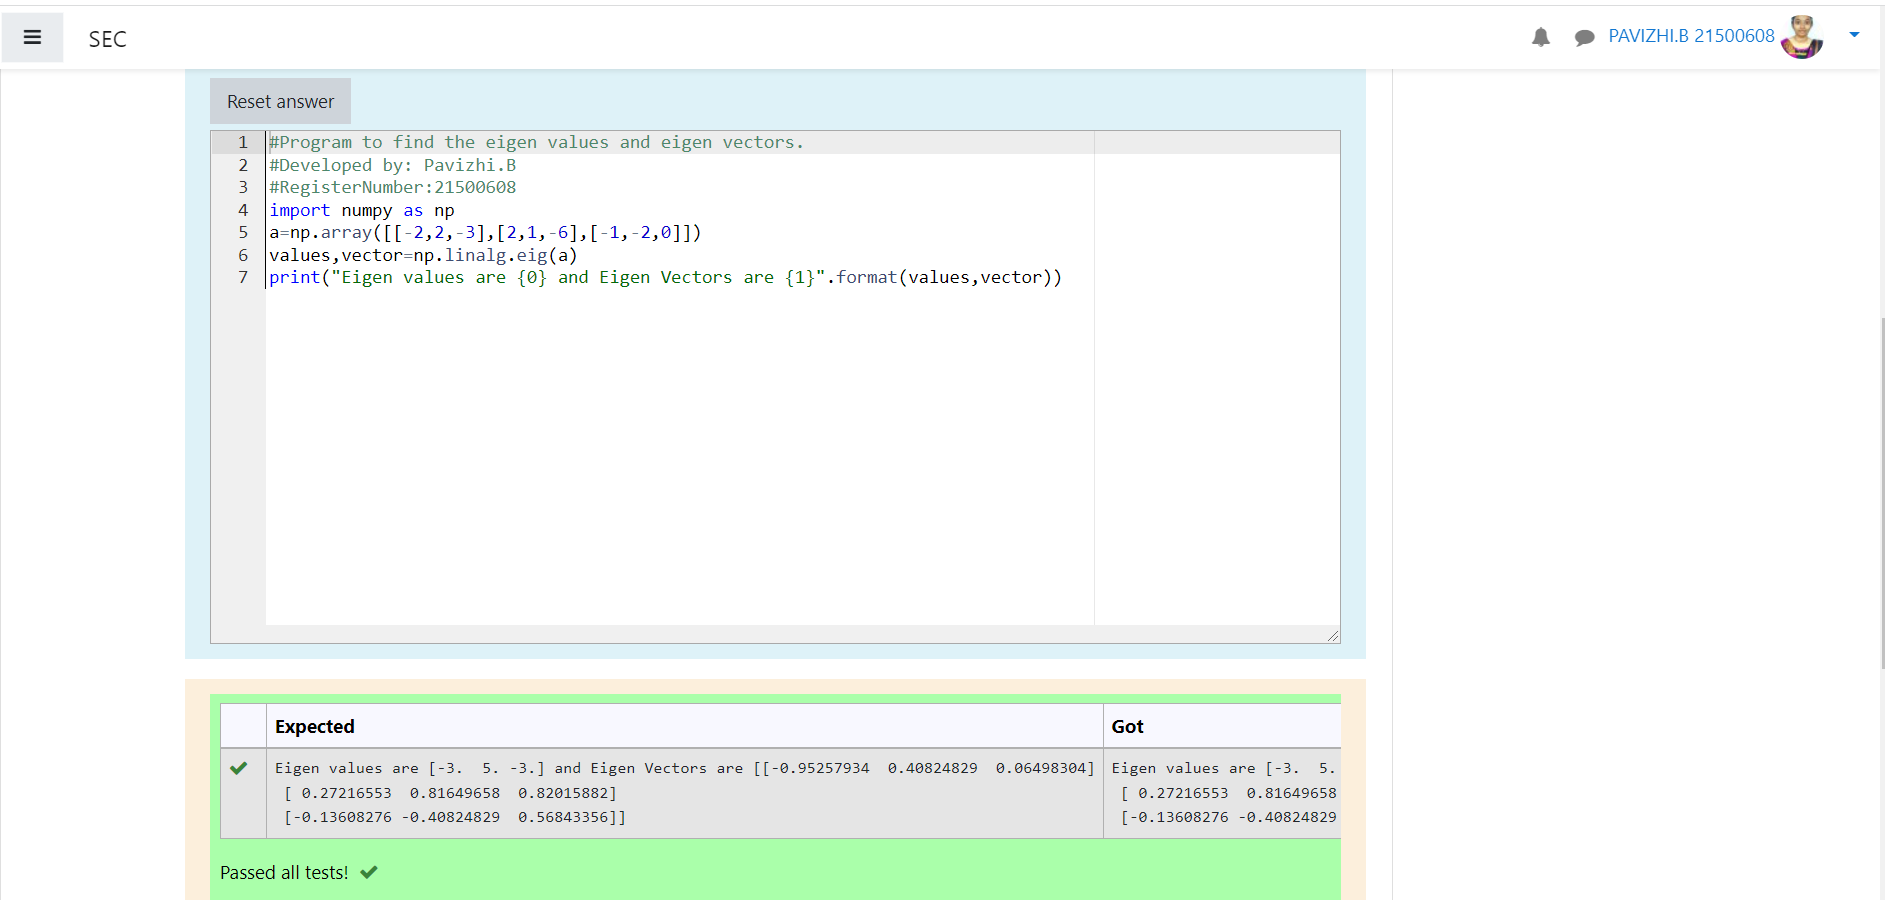 SEC
PAVIZHI.B 21500608
Reset answer
1 #Program to find the eigen values and eigen vectors.
2 #Developed by: Pavizhi.B
3 #RegisterNumber:21500608
4 import numpy as np
5 a=np.array([[-2,2,-3],[2,1,-6],[-1,-2,0]])
6 values,vector=np.linalg.eig(a)
7 print("Eigen values are {0} and Eigen Vectors are {1}".format(values,vector))
Expected Got
Eigen values are [-3.  5. -3.] and Eigen Vectors are [[-0.95257934  0.40824829  0.06498304] Eigen values are [-3.  5.
[ 0.27216553  0.81649658  0.82015882] [ 0.27216553  0.81649658
[-0.13608276 -0.40824829  0.56843356]] [-0.13608276 -0.40824829
Passed all tests!